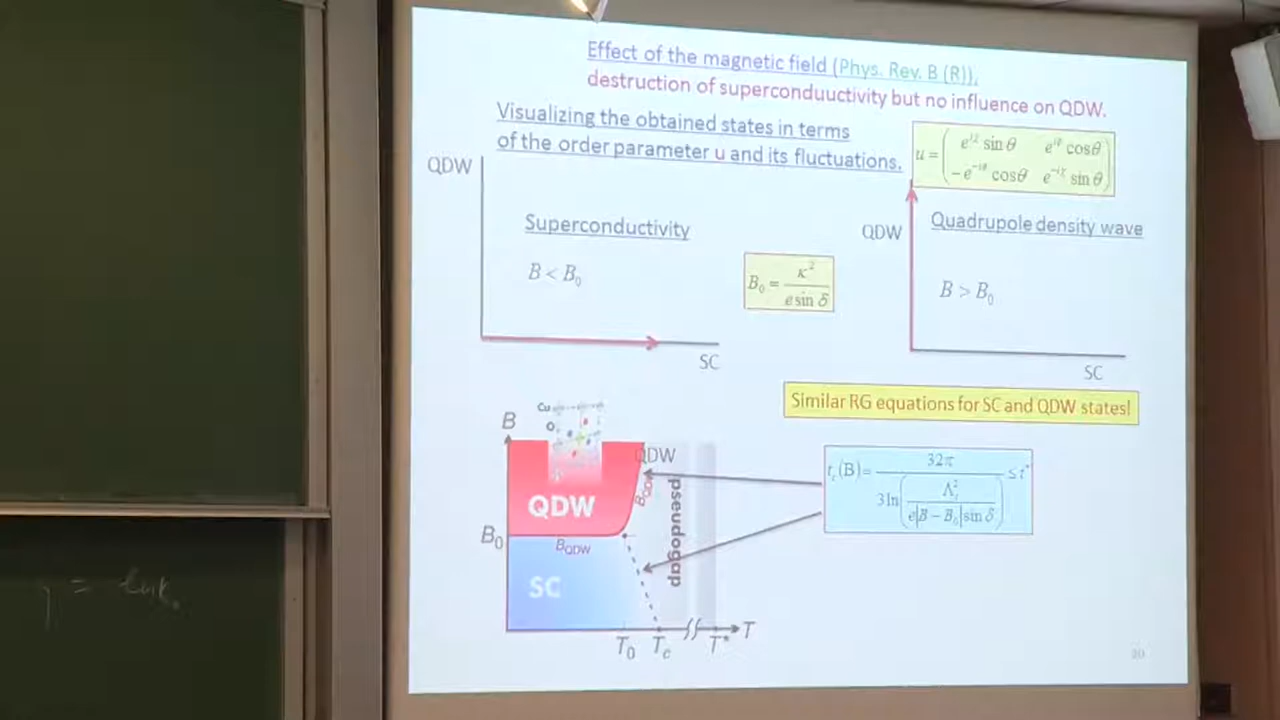 Effect of the magnetic field (Phys. Rev. B (R)),
destruction of superconduuctivity but no influence on QDW.
Visualizing the obtained states in terms
of the order parameter u and its fluctuations.
u = ( e^{iχ} sin θ   e^{iφ} cos θ
−e^{−iφ} cos θ   e^{−iχ} sin θ )
QDW
Superconductivity
B < B₀
SC
B₀ = κ² / e sin δ
QDW
Quadrupole density wave
B > B₀
SC
Similar RG equations for SC and QDW states!
B
Cu
O
QDW
QDW
B₀
B_QDW
SC
pseudogap
T₀ T_c T* T
t_c(B) = 32π / 3 ln( Λ² / e|B − B₀| sin δ ) ≤ t*
20